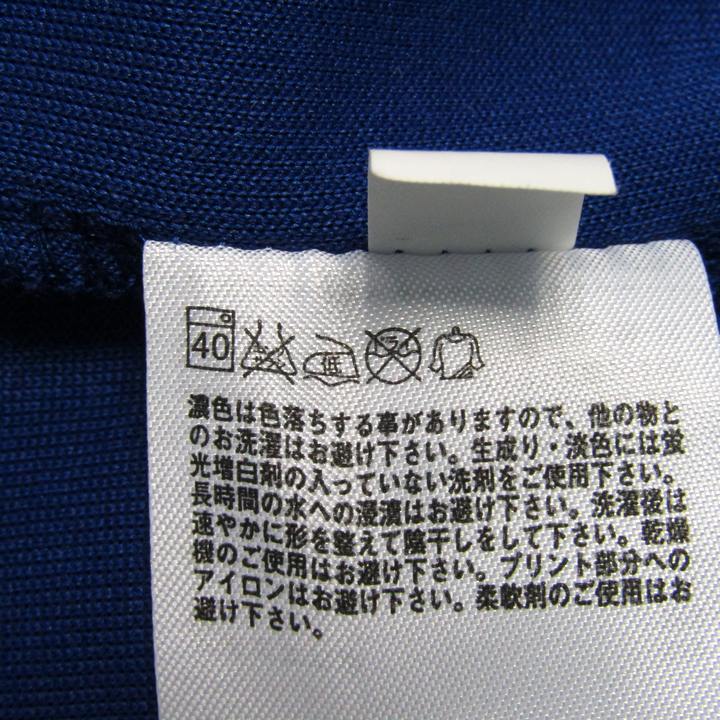 40
低
濃色は色落ちする事がありますので、他の物と
のお洗濯はお避け下さい。生成り・淡色には蛍
光増白剤の入っていない洗剤をご使用下さい。
長時間の水への浸漬はお避け下さい。洗濯後は
速やかに形を整えて陰干しをして下さい。乾燥
機のご使用はお避け下さい。プリント部分への
アイロンはお避け下さい。柔軟剤のご使用はお
避け下さい。